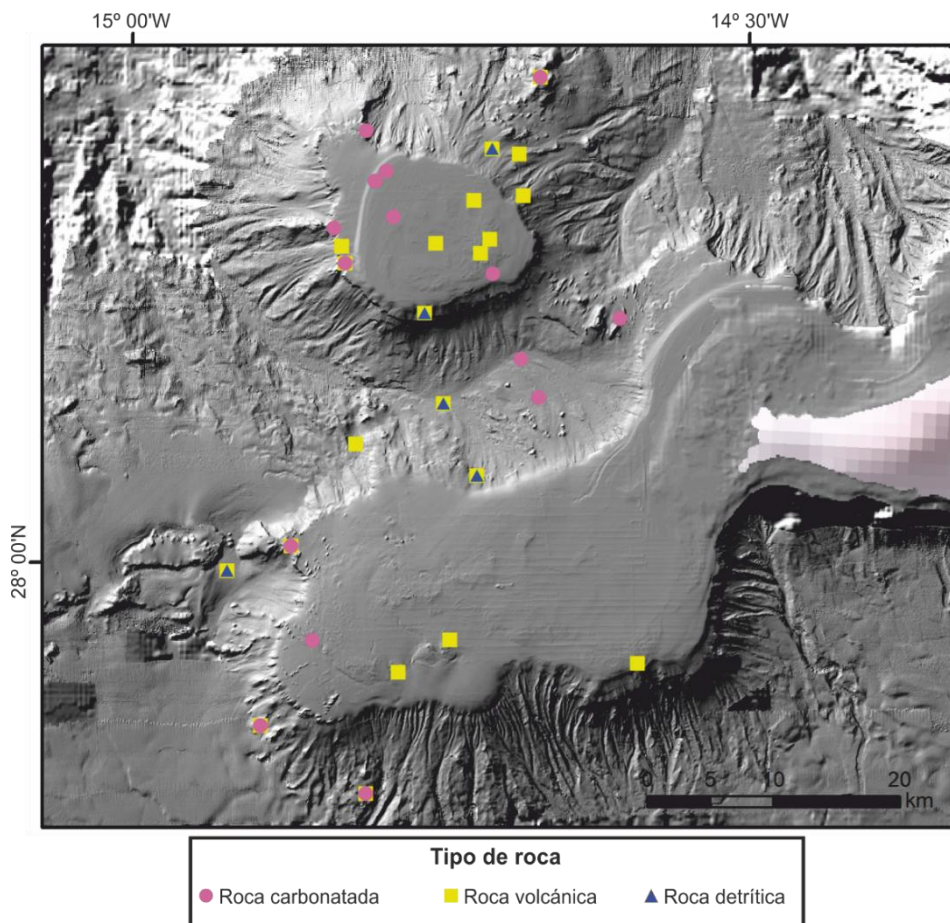 15º 00'W
14º 30'W
28º 00'N
0 5 10 20
km
Tipo de roca
Roca carbonatada
Roca volcánica
Roca detrítica